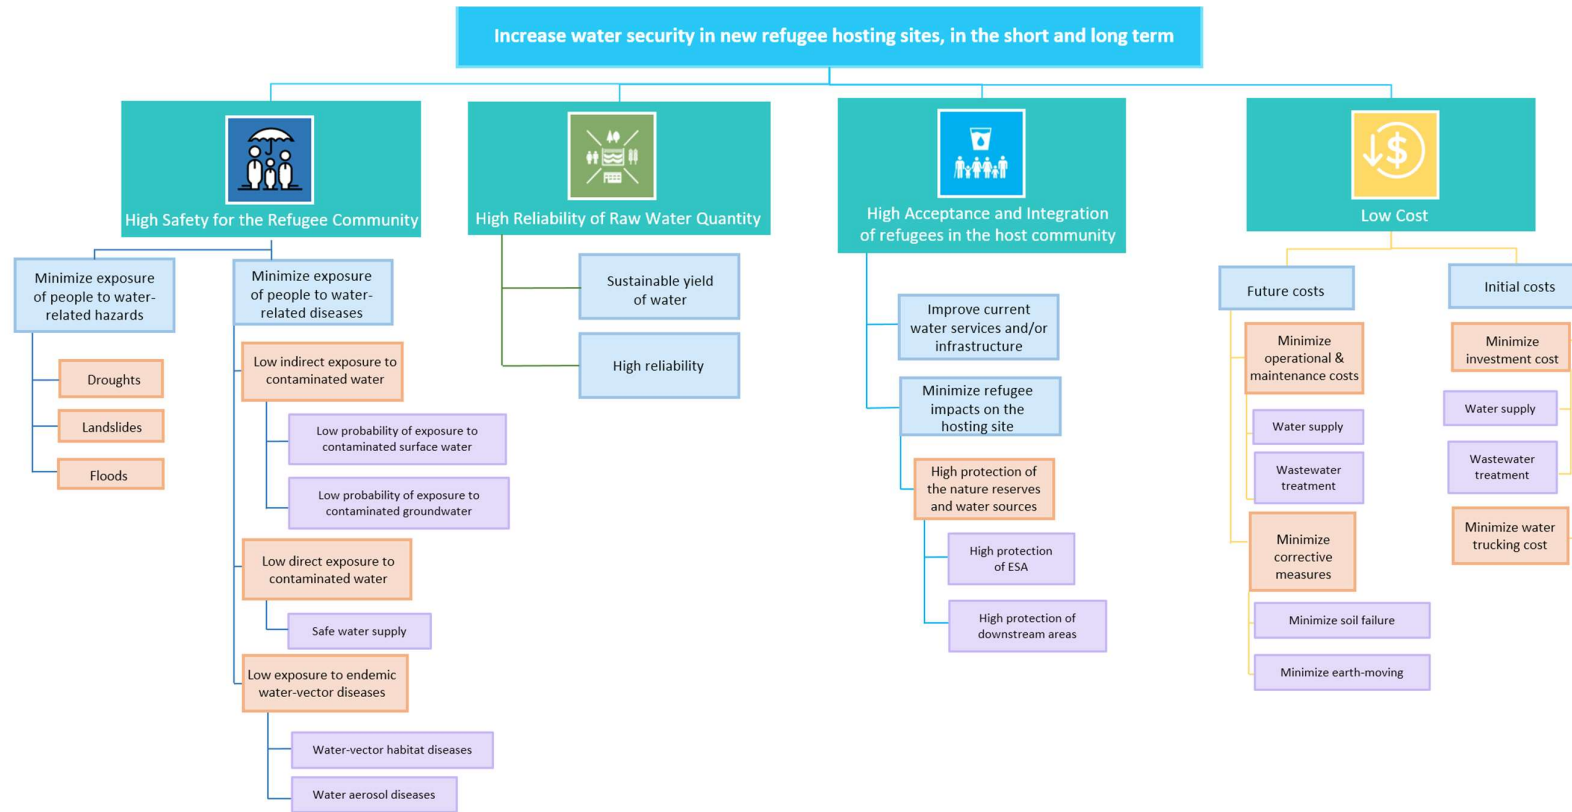 Increase water security in new refugee hosting sites, in the short and long term
High Safety for the Refugee Community
Minimize exposure
of people to water-
related hazards
Droughts
Landslides
Floods
Minimize exposure
of people to water-
related diseases
Low indirect exposure to
contaminated water
Low probability of exposure to
contaminated surface water
Low probability of exposure to
contaminated groundwater
Low direct exposure to
contaminated water
Safe water supply
Low exposure to endemic
water-vector diseases
Water-vector habitat diseases
Water aerosol diseases
High Reliability of Raw Water Quantity
Sustainable yield
of water
High reliability
High Acceptance and Integration
of refugees in the host community
Improve current
water services and/or
infrastructure
Minimize refugee
impacts on the
hosting site
High protection of
the nature reserves
and water sources
High protection
of ESA
High protection of
downstream areas
$
Low Cost
Future costs
Minimize
operational &
maintenance costs
Water supply
Wastewater
treatment
Minimize
corrective
measures
Minimize soil failure
Minimize earth-moving
Initial costs
Minimize
investment cost
Water supply
Wastewater
treatment
Minimize water
trucking cost